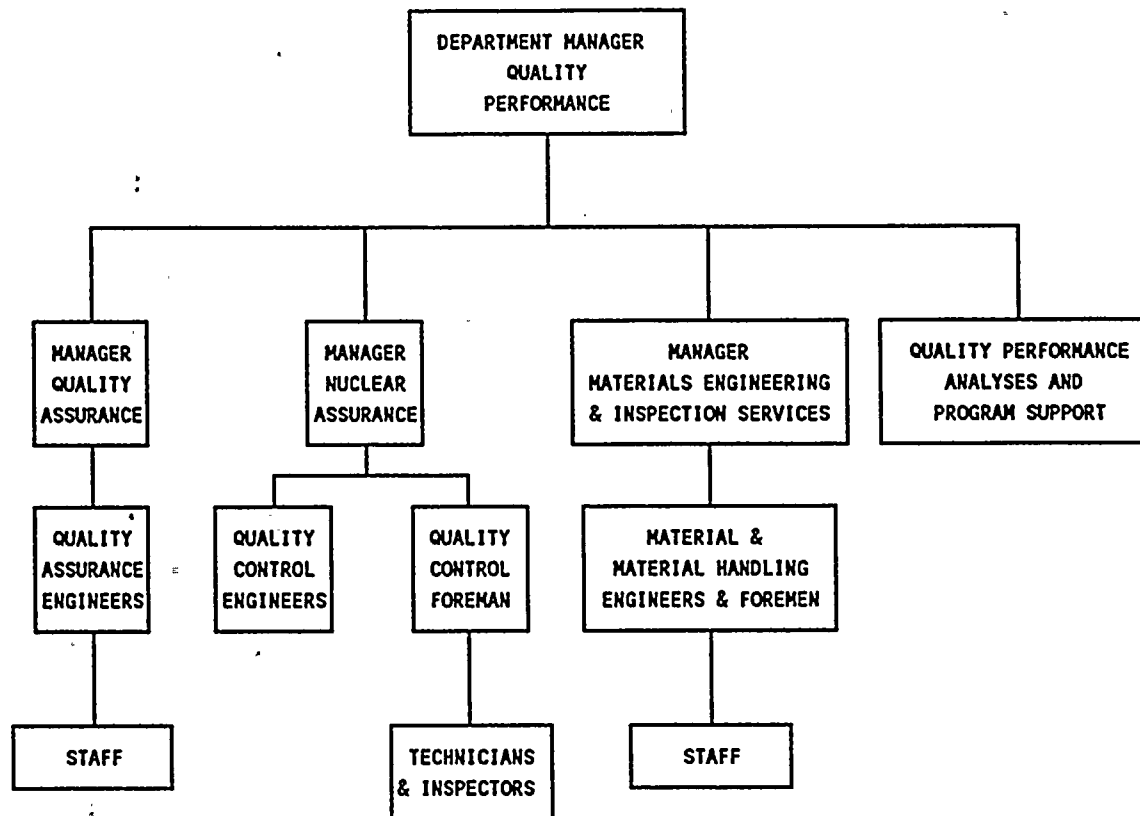 DEPARTMENT MANAGER
QUALITY
PERFORMANCE
MANAGER
QUALITY
ASSURANCE
MANAGER
NUCLEAR
ASSURANCE
MANAGER
MATERIALS ENGINEERING
& INSPECTION SERVICES
QUALITY PERFORMANCE
ANALYSES AND
PROGRAM SUPPORT
QUALITY
ASSURANCE
ENGINEERS
QUALITY
CONTROL
ENGINEERS
QUALITY
CONTROL
FOREMAN
MATERIAL &
MATERIAL HANDLING
ENGINEERS & FOREMEN
STAFF
TECHNICIANS
& INSPECTORS
STAFF